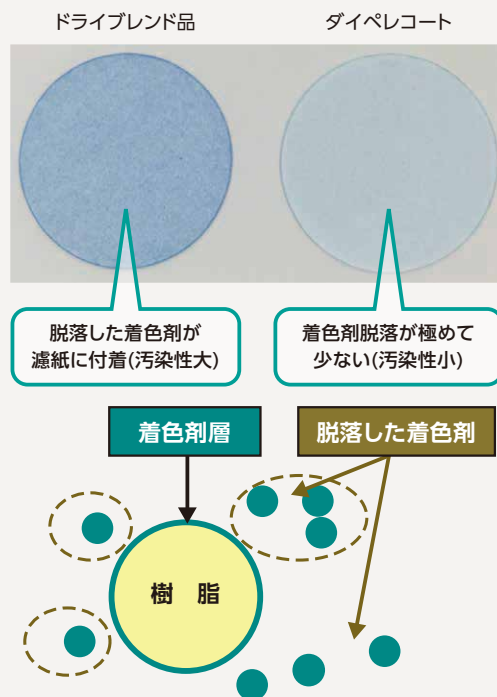 ドライブレンド品
ダイペレコート
脱落した着色剤が
濾紙に付着(汚染性大)
着色剤脱落が極めて
少ない(汚染性小)
着色剤層
脱落した着色剤
樹　脂